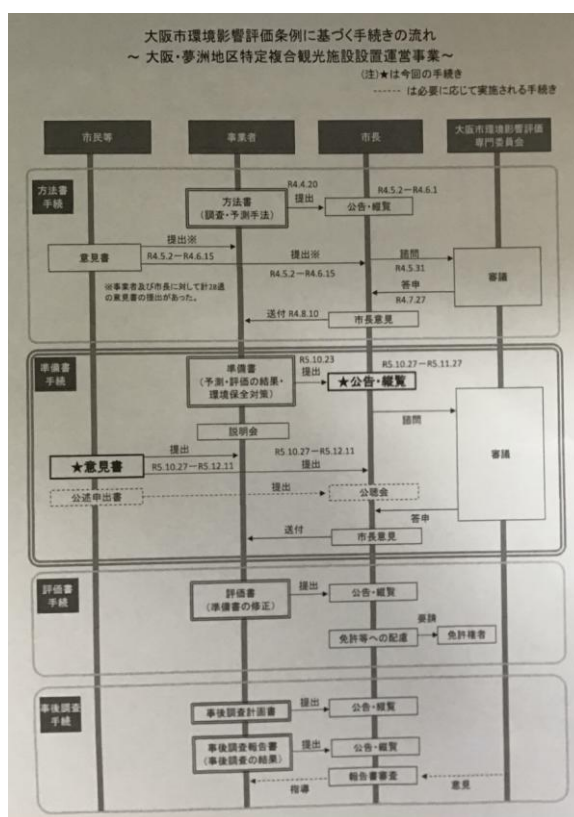 大阪市環境影響評価条例に基づく手続きの流れ
～ 大阪・夢洲地区特定複合観光施設設置運営事業～
(注)★は今回の手続き
------ は必要に応じて実施される手続き
市民等
事業者
市長
大阪市環境影響評価
専門委員会
方法書
手続
方法書
(調査・予測手法)
R4.4.20
提出
R4.5.2－R4.6.1
公告・縦覧
意見書
提出※
R4.5.2－R4.6.15
提出※
R4.5.2－R4.6.15
諮問
R4.5.31
答申
R4.7.27
審議
※事業者及び市長に対して計28通
の意見書の提出があった。
送付 R4.8.10
市長意見
準備書
手続
準備書
(予測・評価の結果・
環境保全対策)
R5.10.23
提出
R5.10.27－R5.11.27
★公告・縦覧
説明会
諮問
審議
★意見書
提出
R5.10.27－R5.12.11
R5.10.27－R5.12.11
提出
公述申出書
提出
公聴会
答申
送付
市長意見
評価書
手続
評価書
(準備書の修正)
提出
公告・縦覧
免許等への配慮
要請
免許権者
事後調査
手続
事後調査計画書
提出
公告・縦覧
事後調査報告書
(事後調査の結果)
提出
公告・縦覧
指導
報告書審査
意見